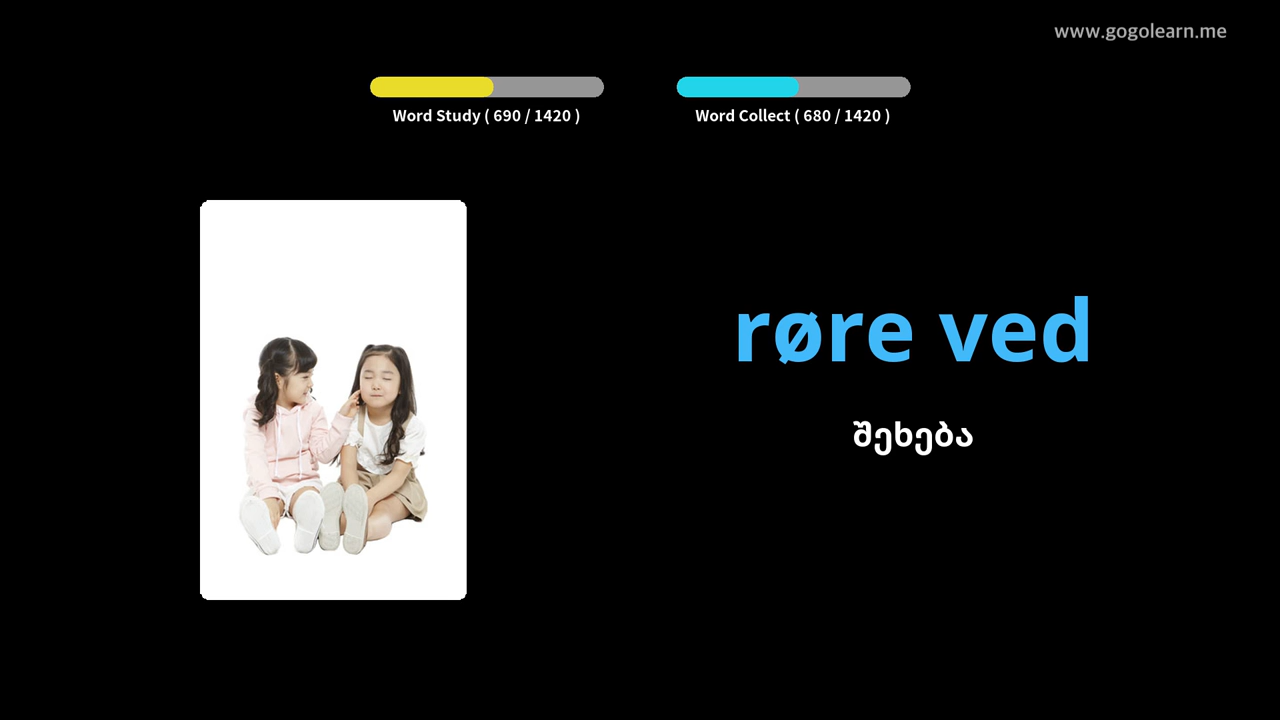 www.gogolearn.me
Word Study ( 690 / 1420 )
Word Collect ( 680 / 1420 )
røre ved
შეხება